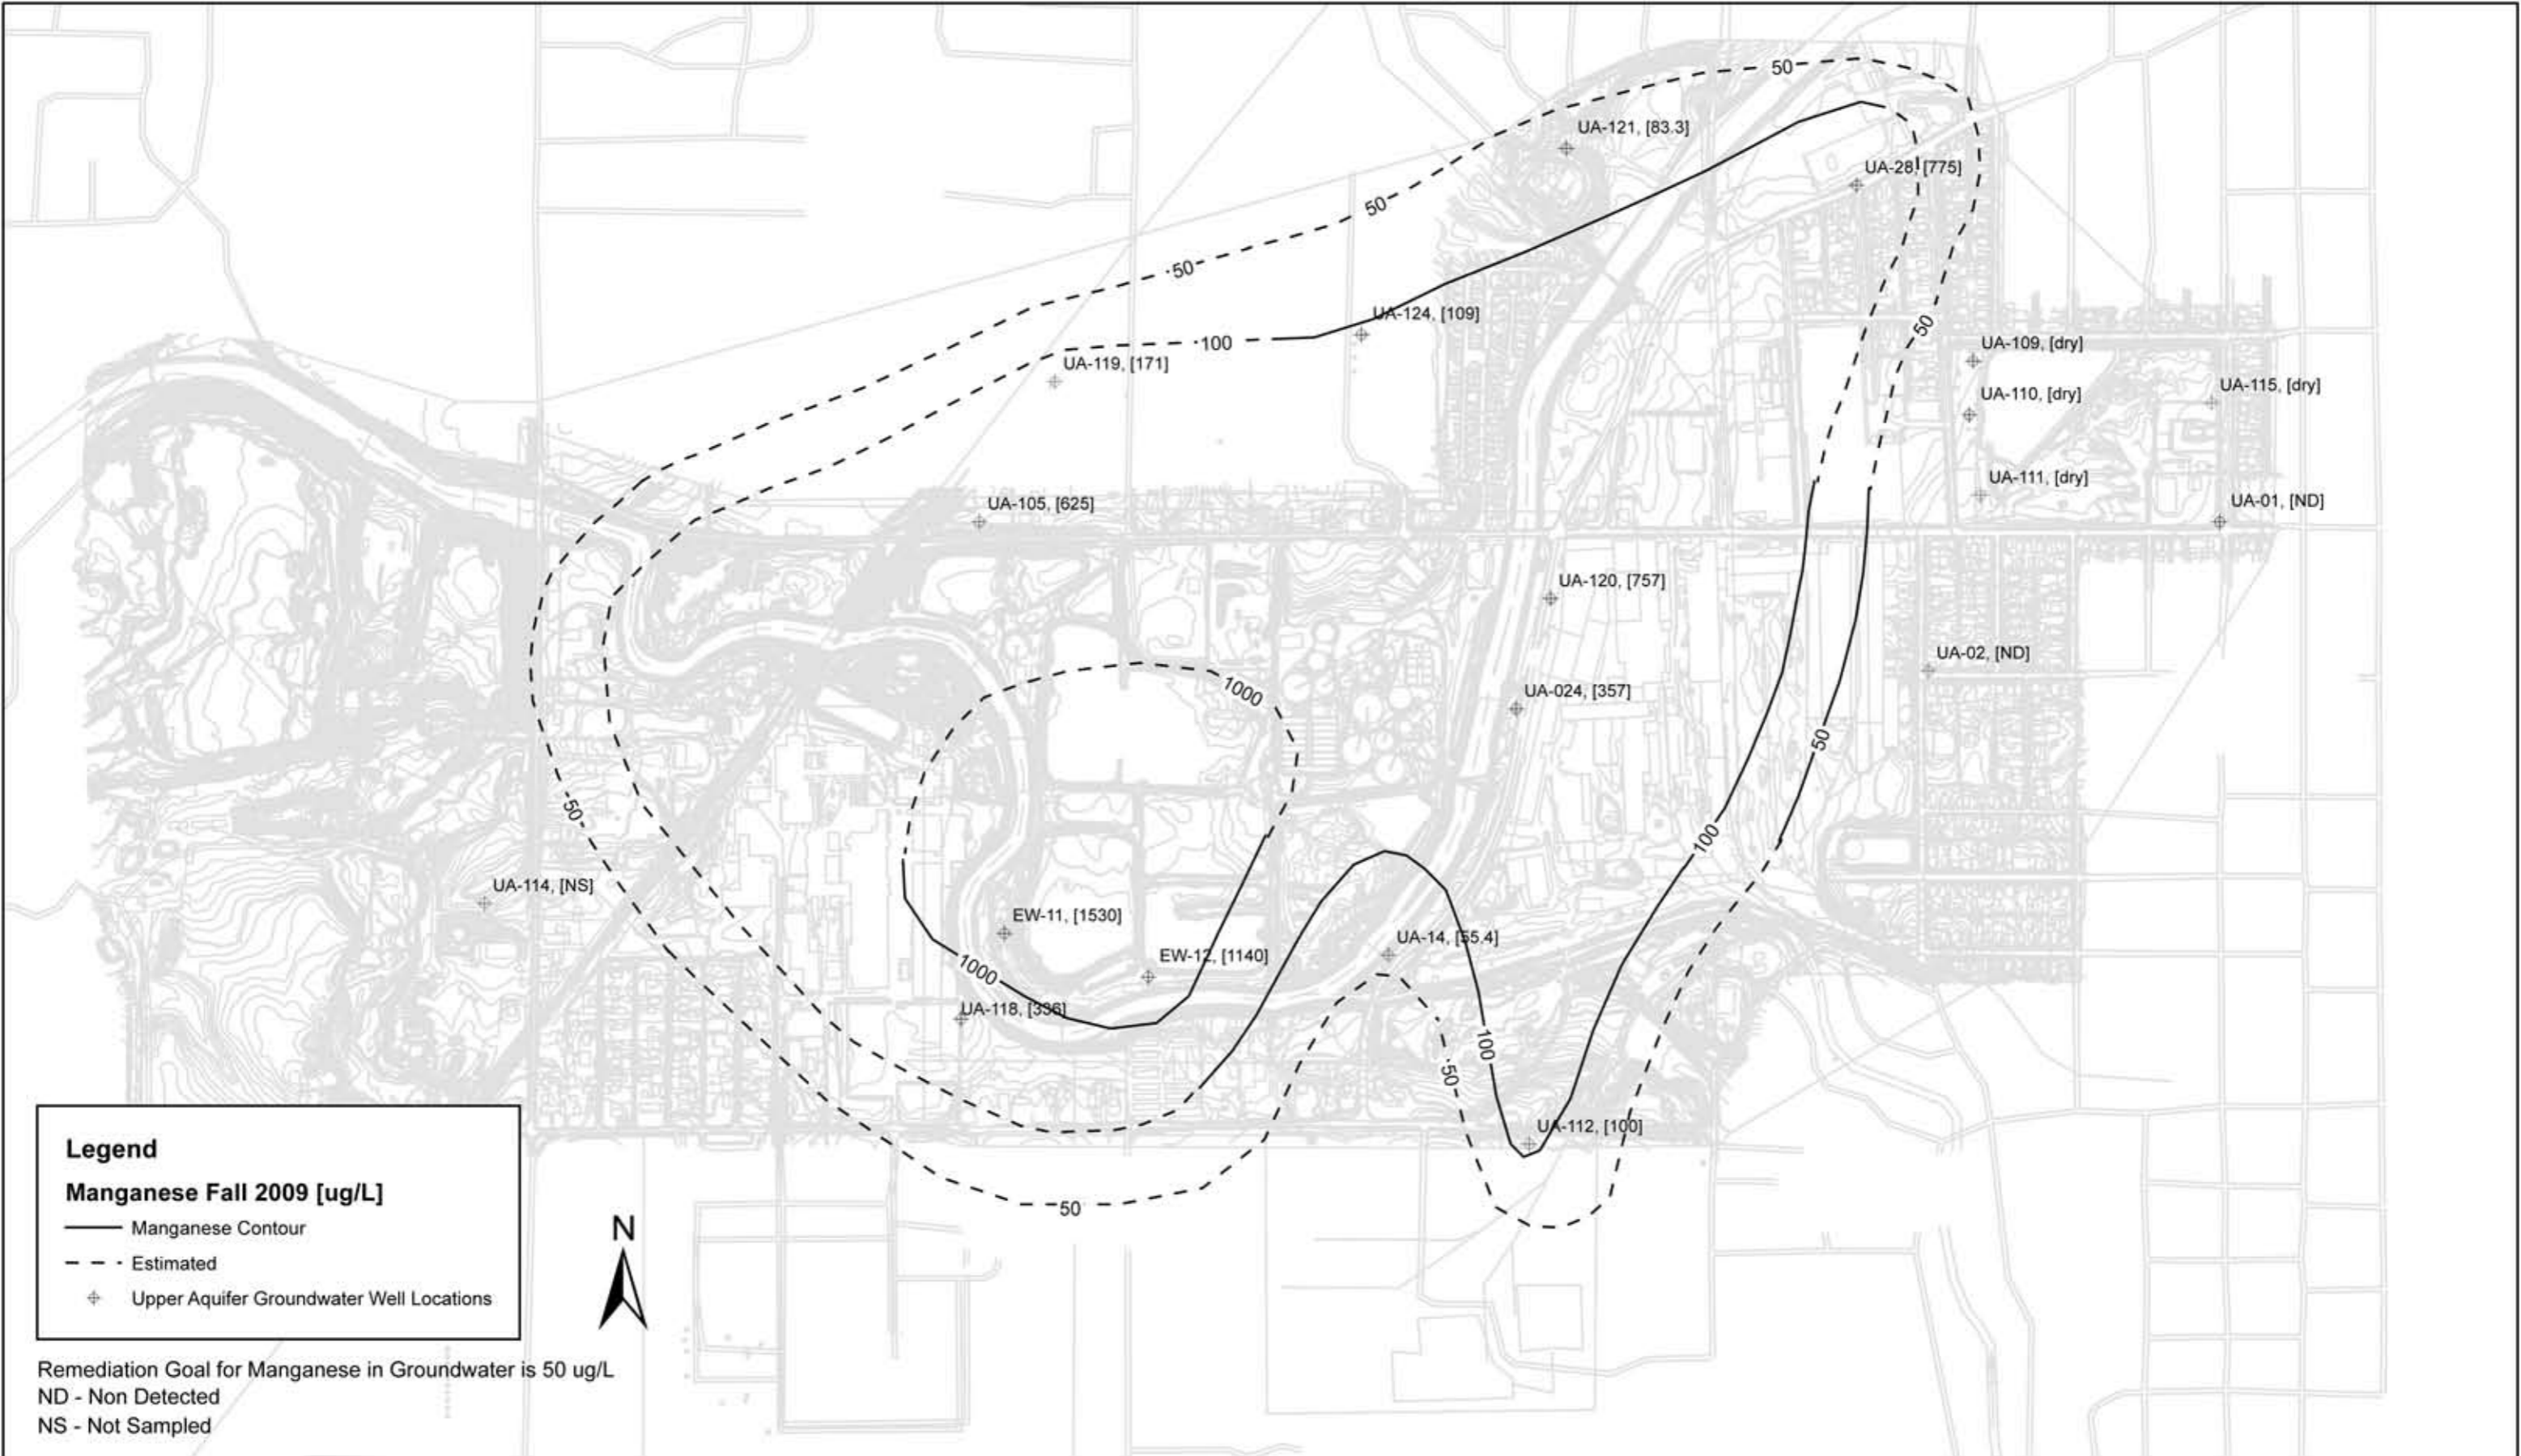 50
UA-121, [83.3]
UA-28, [775]
50
50
UA-124, [109]
50
100
UA-109, [dry]
UA-119, [171]
UA-115, [dry]
UA-110, [dry]
UA-111, [dry]
UA-105, [625]
UA-01, [ND]
UA-120, [757]
UA-02, [ND]
1000
UA-024, [357]
50
50
100
UA-114, [NS]
EW-11, [1530]
UA-14, [55.4]
EW-12, [1140]
1000
UA-118, [336]
100
50
UA-112, [100]
50
Legend
Manganese Fall 2009 [ug/L]
Manganese Contour
Estimated
Upper Aquifer Groundwater Well Locations
N
Remediation Goal for Manganese in Groundwater is 50 ug/L
ND - Non Detected
NS - Not Sampled